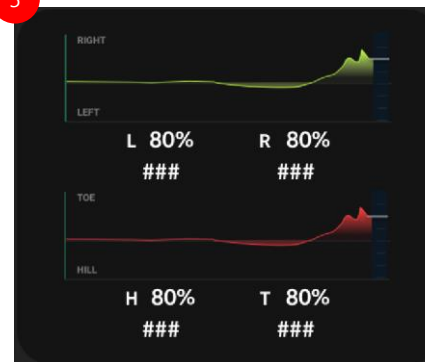 5
RIGHT
LEFT
L 80% R 80%
### ###
TOE
HILL
H 80% T 80%
### ###